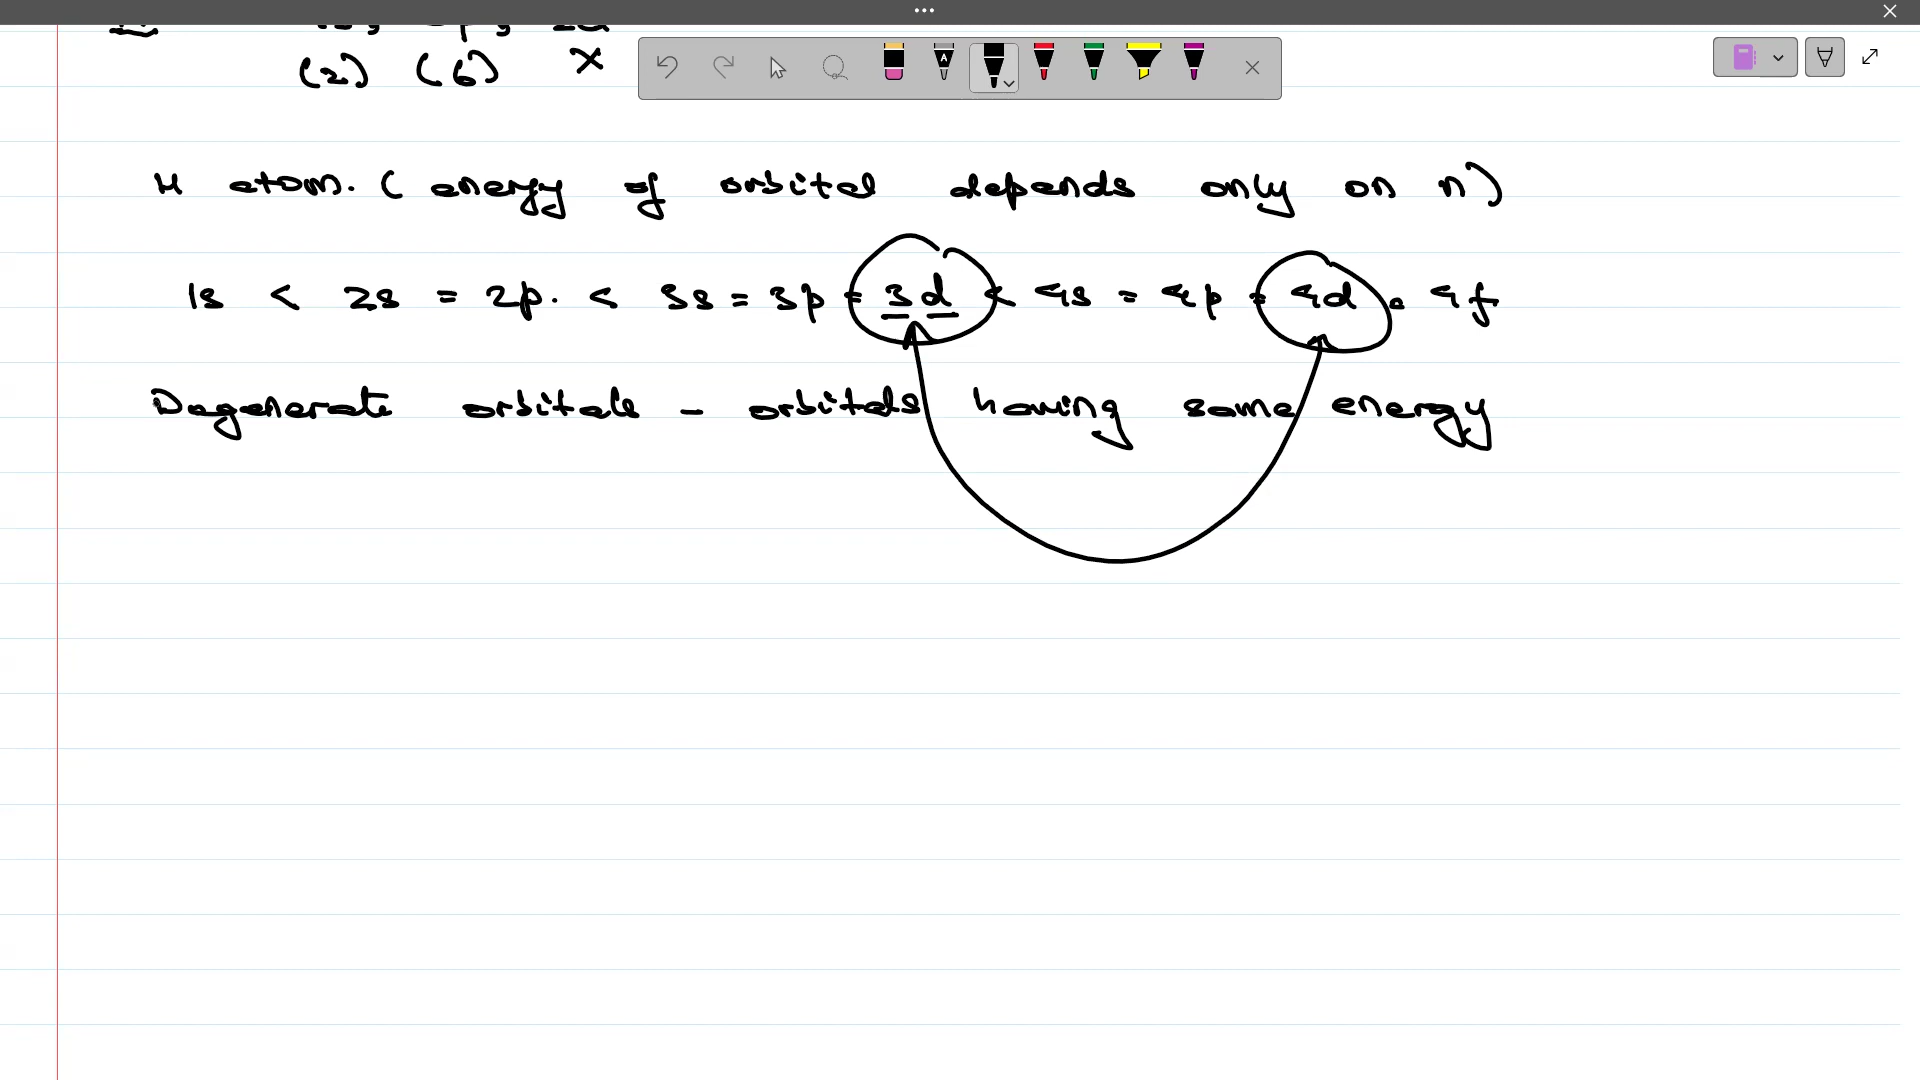 (2) (6) X
H atom. ( energy of orbital depends only on n)
1s < 2s = 2p. < 3s = 3p = 3d < 4s = 4p = 4d = 4f
Degenerate orbitals - orbitals having same energy